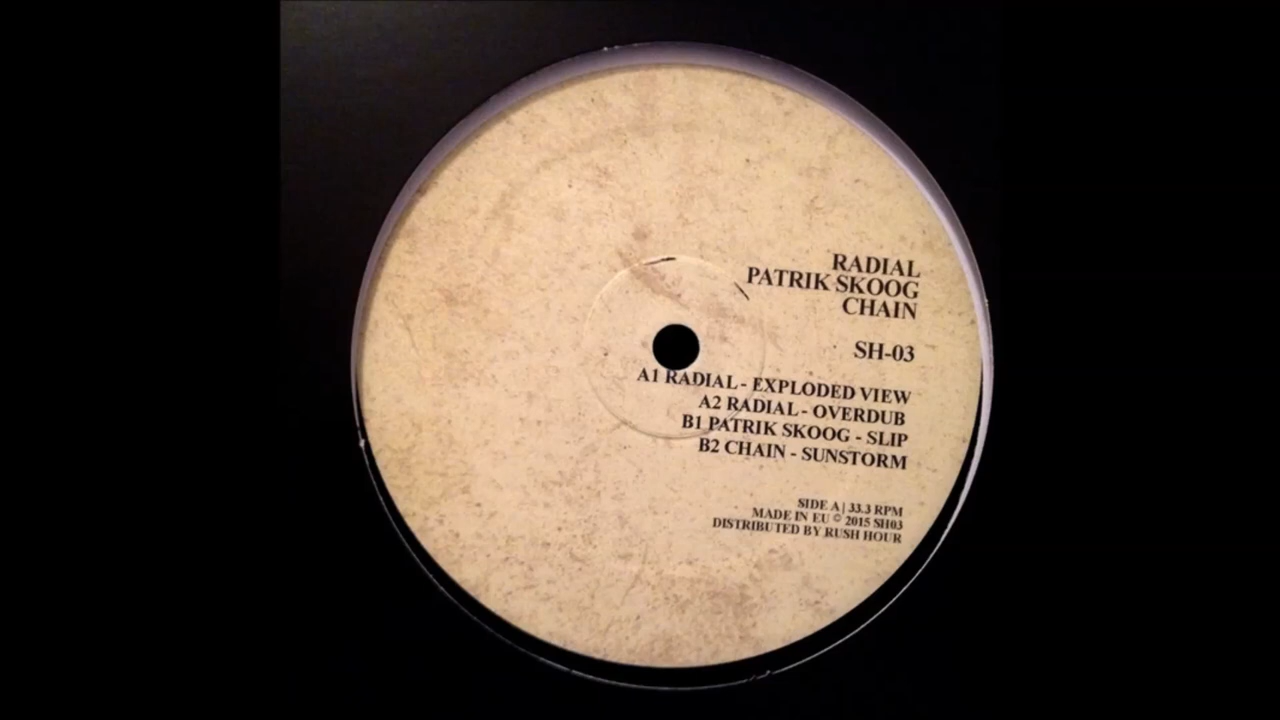 RADIAL
PATRIK SKOOG
CHAIN
SH-03
A1 RADIAL - EXPLODED VIEW
A2 RADIAL - OVERDUB
B1 PATRIK SKOOG - SLIP
B2 CHAIN - SUNSTORM
SIDE A | 33.3 RPM
MADE IN EU © 2015 SH03
DISTRIBUTED BY RUSH HOUR